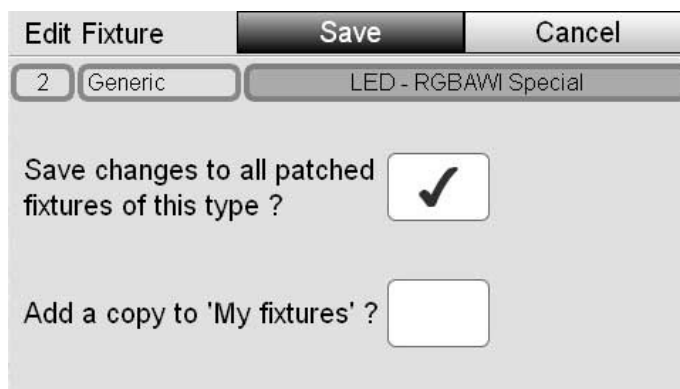 Edit Fixture Save Cancel
2 Generic LED - RGBAWI Special
Save changes to all patched
fixtures of this type ?
Add a copy to 'My fixtures' ?